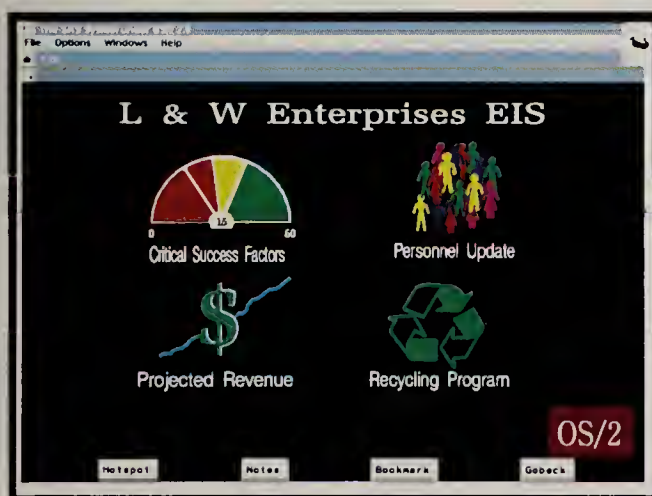 File Options Windows Help
L & W Enterprises EIS
15
0 60
Critical Success Factors
Personnel Update
Projected Revenue
Recycling Program
OS/2
Hotspot Notes Bookmark Goback